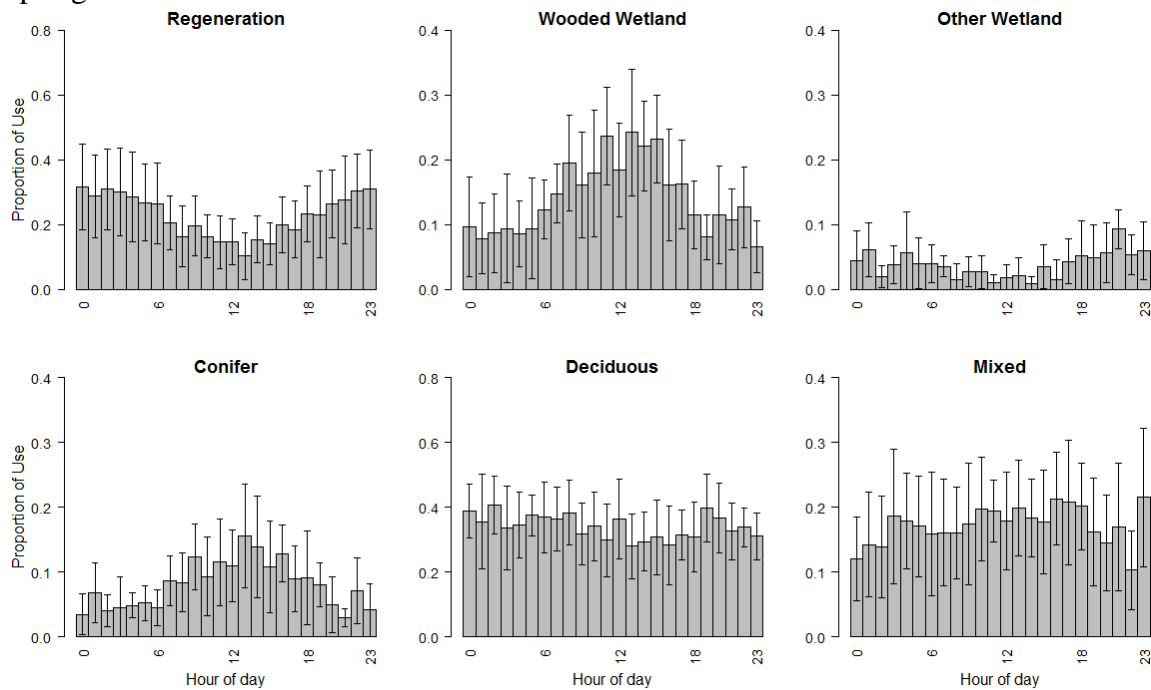 Regeneration Wooded Wetland Other Wetland
0.8 0.4 0.4
0.6 0.3 0.3
0.4 0.2 0.2
0.2 0.1 0.1
0.0 0.0 0.0
Proportion of Use
0 6 12 18 23 0 6 12 18 23 0 6 12 18 23
Conifer Deciduous Mixed
0.4 0.8 0.4
0.3 0.6 0.3
0.2 0.4 0.2
0.1 0.2 0.1
0.0 0.0 0.0
Proportion of Use
0 6 12 18 23 0 6 12 18 23 0 6 12 18 23
Hour of day Hour of day Hour of day